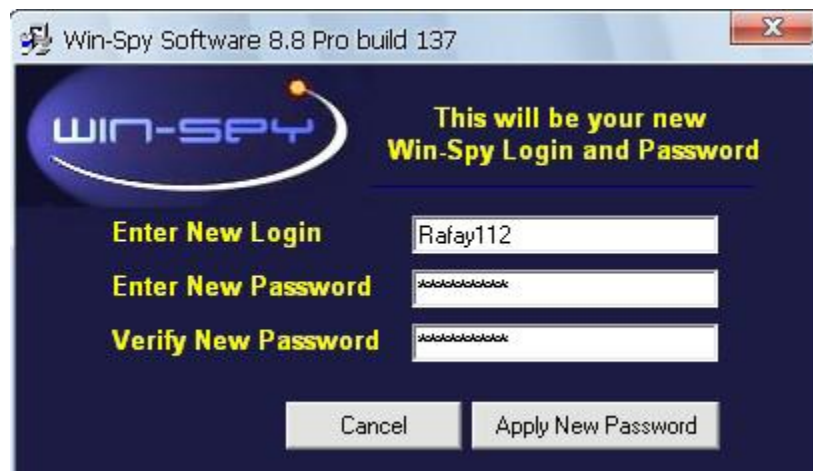 Win-Spy Software 8.8 Pro build 137
WIN-SPY
This will be your new
Win-Spy Login and Password
Enter New Login
Rafay112
Enter New Password
**********
Verify New Password
**********
Cancel
Apply New Password